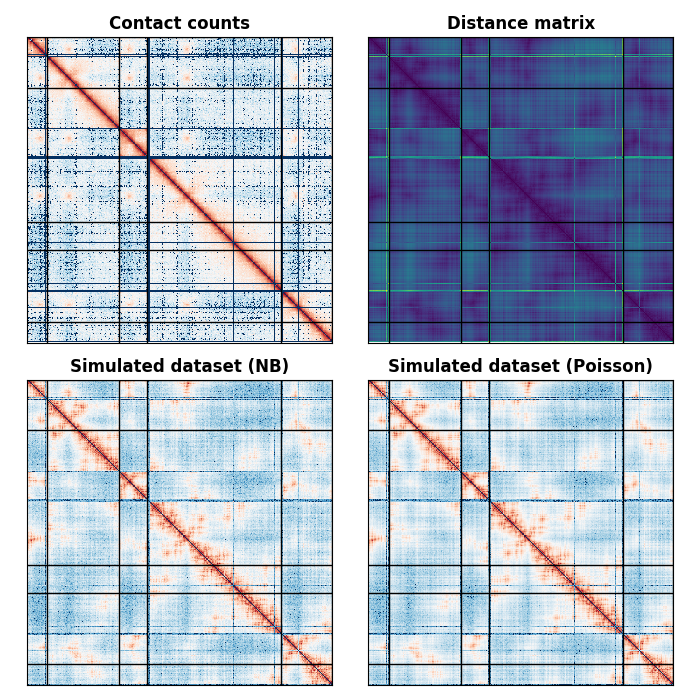 Contact counts
Distance matrix
Simulated dataset (NB)
Simulated dataset (Poisson)